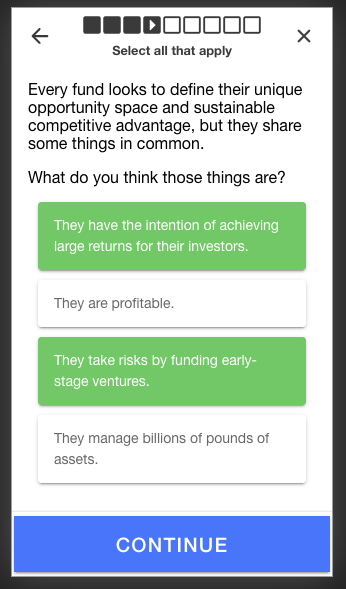 Select all that apply
Every fund looks to define their unique
opportunity space and sustainable
competitive advantage, but they share
some things in common.
What do you think those things are?
They have the intention of achieving
large returns for their investors.
They are profitable.
They take risks by funding early-
stage ventures.
They manage billions of pounds of
assets.
CONTINUE